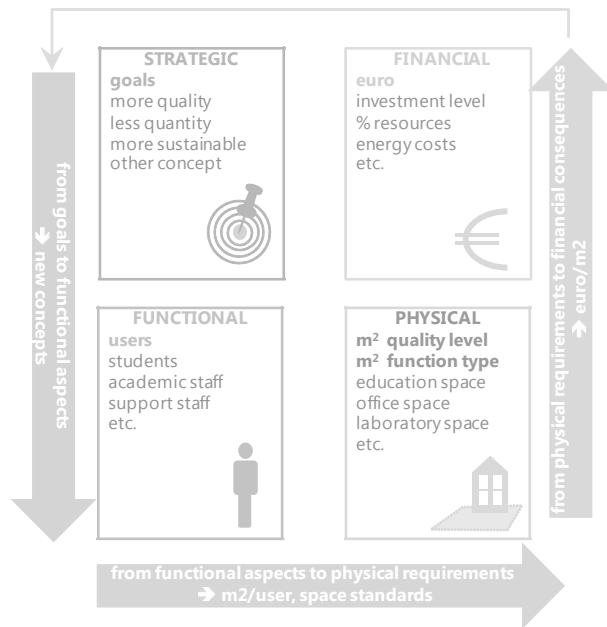 STRATEGIC
goals
more quality
less quantity
more sustainable
other concept
FINANCIAL
euro
investment level
% resources
energy costs
etc.
FUNCTIONAL
users
students
academic staff
support staff
etc.
PHYSICAL
m² quality level
m² function type
education space
office space
laboratory space
etc.
from goals to functional aspects
➔ new concepts
from functional aspects to physical requirements
➔ m2/user, space standards
from physical requirements to financial consequences
➔ euro/m2